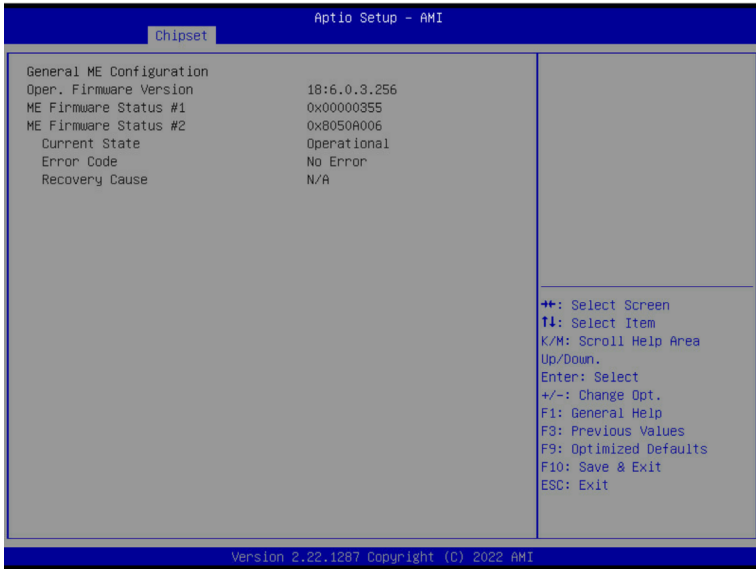 Aptio Setup - AMI
Chipset
General ME Configuration
Oper. Firmware Version 18:6.0.3.256
ME Firmware Status #1 0x00000355
ME Firmware Status #2 0x8050A006
Current State Operational
Error Code No Error
Recovery Cause N/A
→←: Select Screen
↑↓: Select Item
K/M: Scroll Help Area
Up/Down.
Enter: Select
+/-: Change Opt.
F1: General Help
F3: Previous Values
F9: Optimized Defaults
F10: Save & Exit
ESC: Exit
Version 2.22.1287 Copyright (C) 2022 AMI